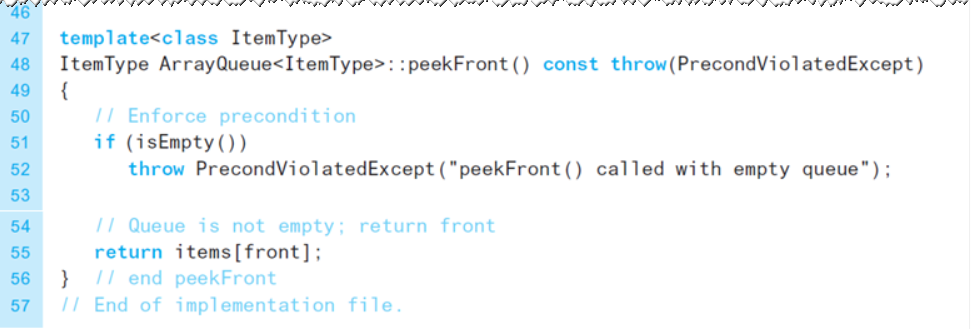 46
47 template<class ItemType>
48 ItemType ArrayQueue<ItemType>::peekFront() const throw(PrecondViolatedExcept)
49 {
50    // Enforce precondition
51    if (isEmpty())
52       throw PrecondViolatedExcept("peekFront() called with empty queue");
53
54    // Queue is not empty; return front
55    return items[front];
56 }  // end peekFront
57 // End of implementation file.